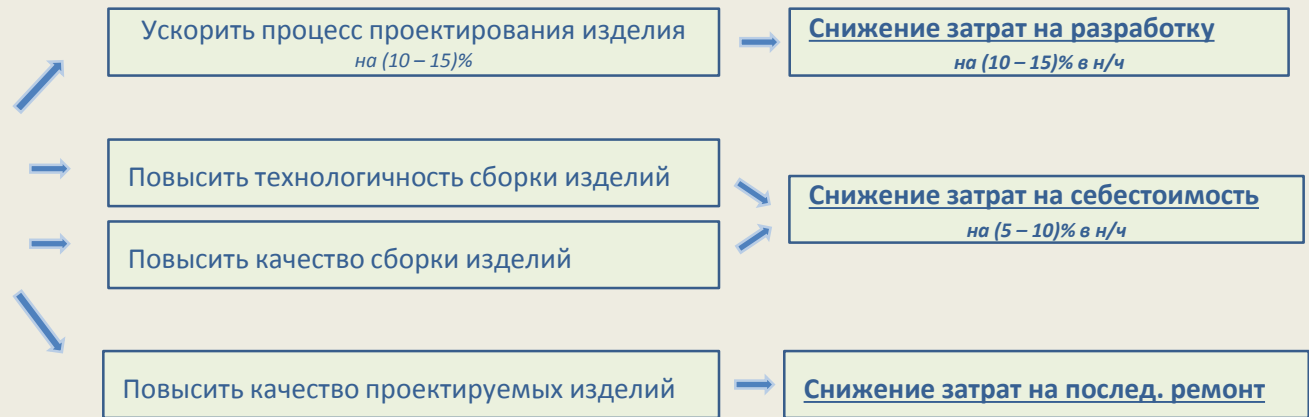 Ускорить процесс проектирования изделия
на (10 – 15)%
Снижение затрат на разработку
на (10 – 15)% в н/ч
Повысить технологичность сборки изделий
Повысить качество сборки изделий
Снижение затрат на себестоимость
на (5 – 10)% в н/ч
Повысить качество проектируемых изделий
Снижение затрат на послед. ремонт